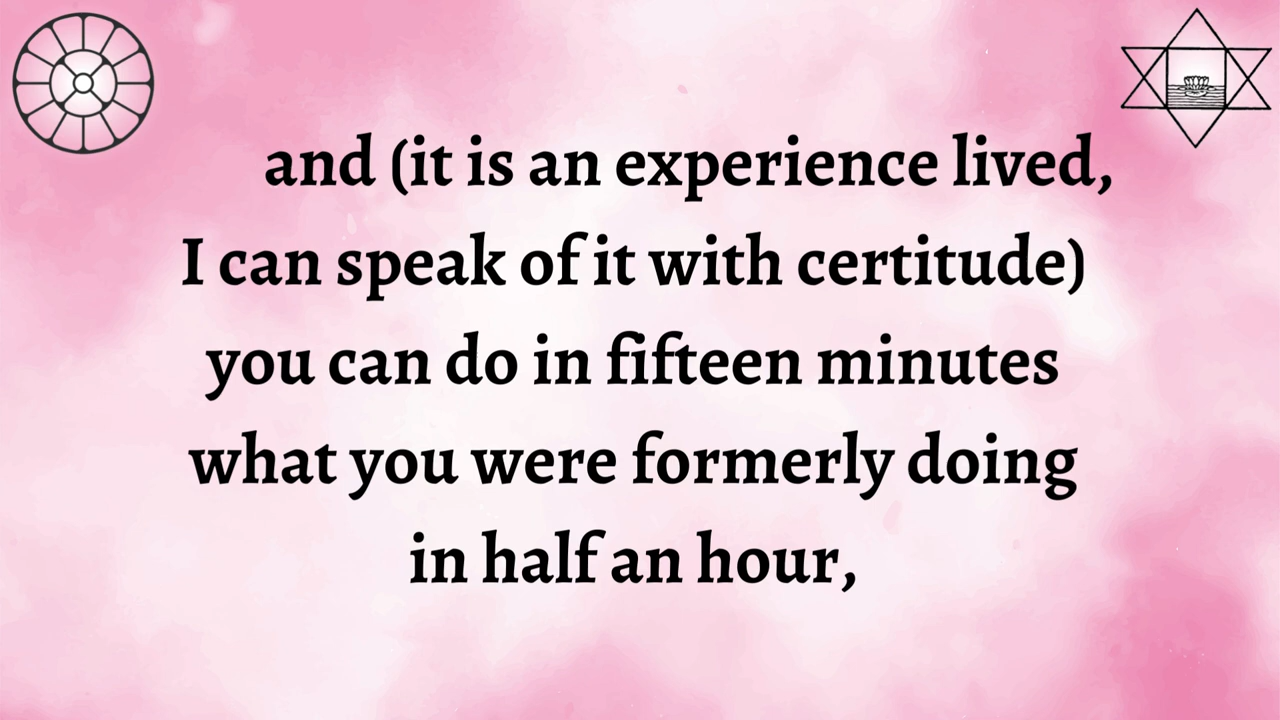 and (it is an experience lived,
I can speak of it with certitude)
you can do in fifteen minutes
what you were formerly doing
in half an hour,